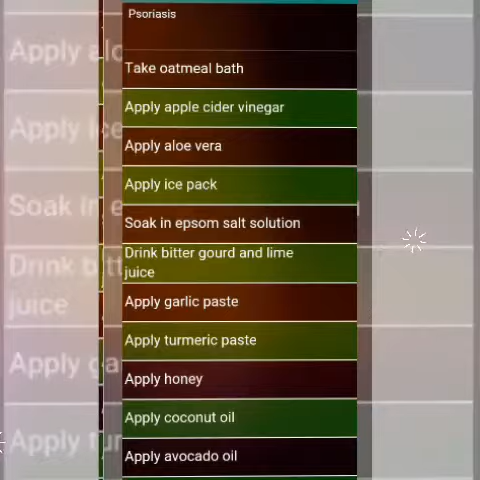 Psoriasis
Take oatmeal bath
Apply apple cider vinegar
Apply aloe vera
Apply ice pack
Soak in epsom salt solution
Drink bitter gourd and lime
juice
Apply garlic paste
Apply turmeric paste
Apply honey
Apply coconut oil
Apply avocado oil